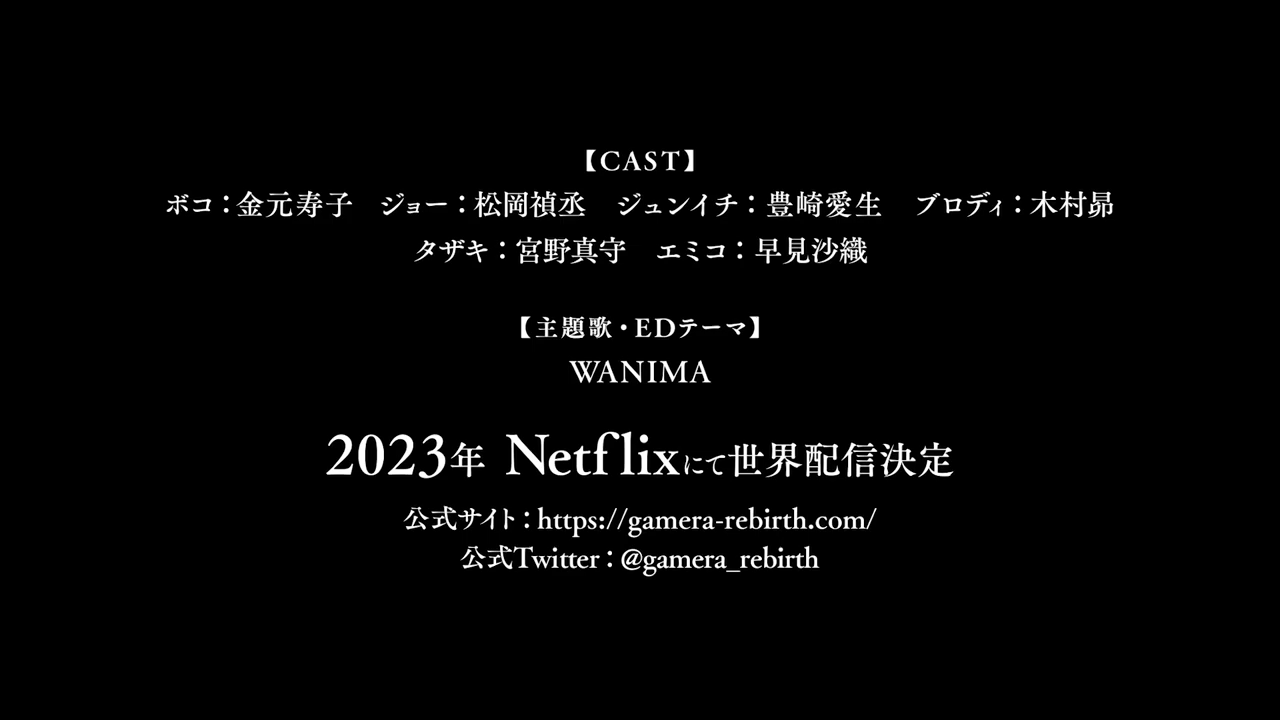 【CAST】
ボコ：金元寿子　ジョー：松岡禎丞　ジュンイチ：豊崎愛生　ブロディ：木村昴
タザキ：宮野真守　エミコ：早見沙織
【主題歌・EDテーマ】
WANIMA
2023年 Netflixにて世界配信決定
公式サイト：https://gamera-rebirth.com/
公式Twitter：@gamera_rebirth